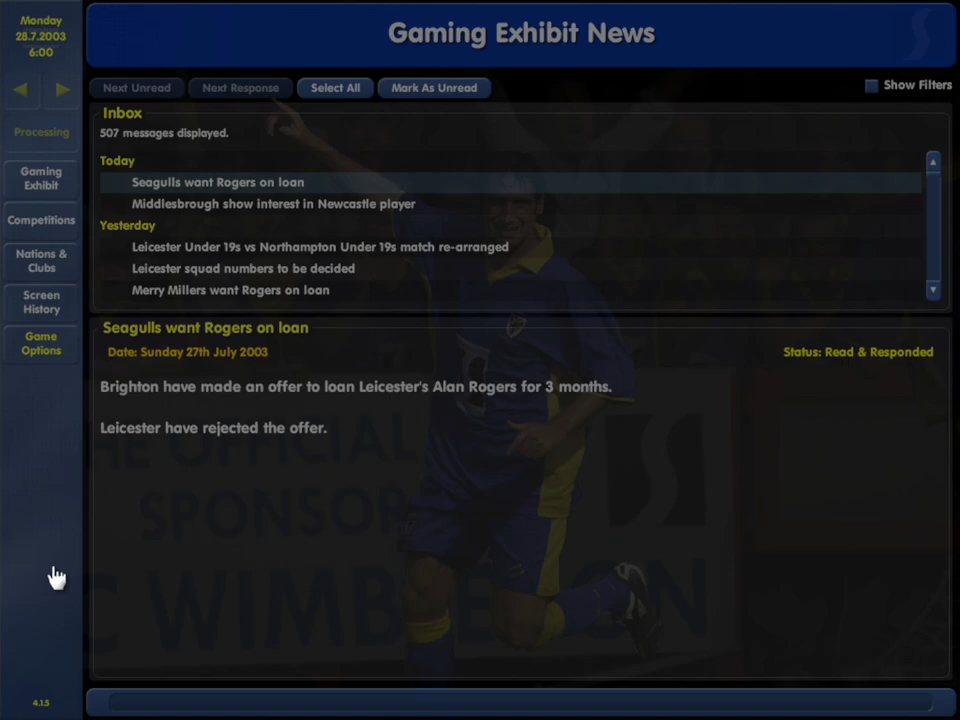 Monday
28.7.2003
6:00
Gaming Exhibit News
Next Unread
Next Response
Select All
Mark As Unread
Show Filters
Processing
Gaming
Exhibit
Competitions
Nations &
Clubs
Screen
History
Game
Options
Inbox
507 messages displayed.
Today
Seagulls want Rogers on loan
Middlesbrough show interest in Newcastle player
Yesterday
Leicester Under 19s vs Northampton Under 19s match re-arranged
Leicester squad numbers to be decided
Merry Millers want Rogers on loan
Seagulls want Rogers on loan
Date: Sunday 27th July 2003
Status: Read & Responded
Brighton have made an offer to loan Leicester's Alan Rogers for 3 months.
Leicester have rejected the offer.
HE OFFICIAL
SPONSOR
C WIMB ON
4.1.5